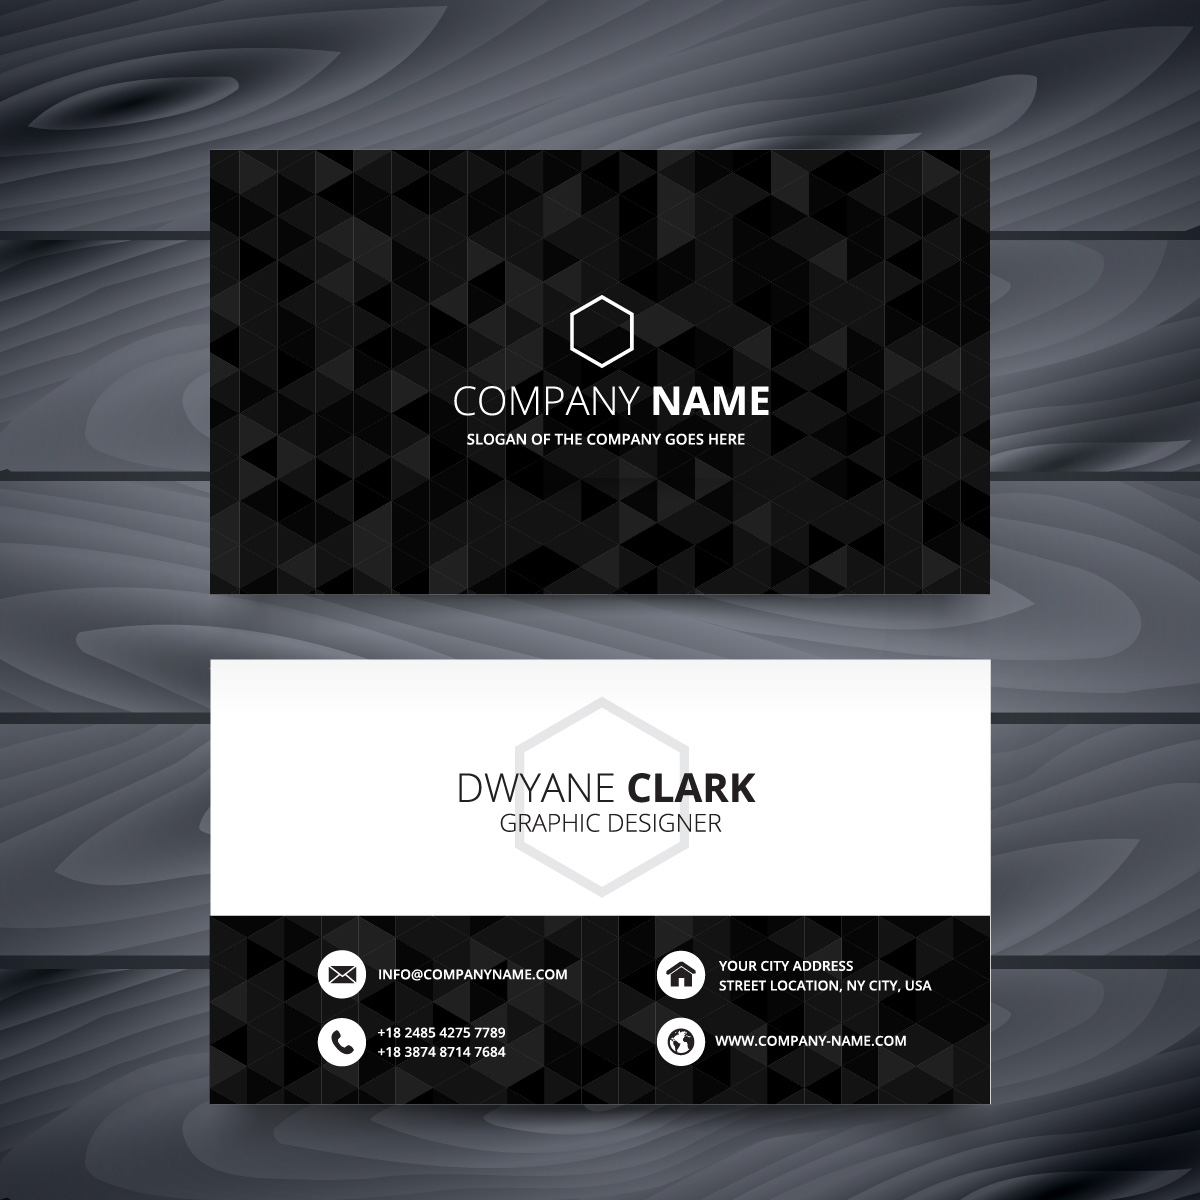 COMPANY NAME
SLOGAN OF THE COMPANY GOES HERE
DWYANE CLARK
GRAPHIC DESIGNER
INFO@COMPANYNAME.COM
+18 2485 4275 7789
+18 3874 8714 7684
YOUR CITY ADDRESS
STREET LOCATION, NY CITY, USA
WWW.COMPANY-NAME.COM